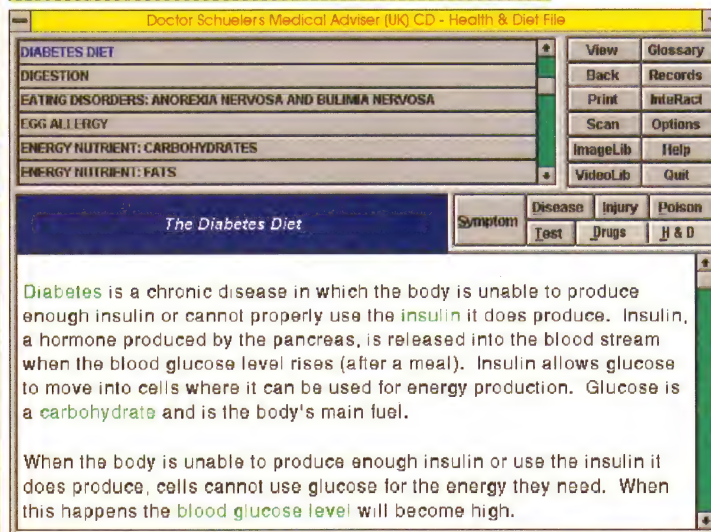 Doctor Schuelers Medical Adviser (UK) CD - Health & Diet File
DIABETES DIET
DIGESTION
EATING DISORDERS: ANOREXIA NERVOSA AND BULIMIA NERVOSA
EGG ALLERGY
ENERGY NUTRIENT: CARBOHYDRATES
ENERGY NUTRIENT: FATS
View Glossary
Back Records
Print InteRact
Scan Options
ImageLib Help
VideoLib Quit
The Diabetes Diet
Symptom Disease Injury Poison
Test Drugs H & D
Diabetes is a chronic disease in which the body is unable to produce
enough insulin or cannot properly use the insulin it does produce. Insulin,
a hormone produced by the pancreas, is released into the blood stream
when the blood glucose level rises (after a meal). Insulin allows glucose
to move into cells where it can be used for energy production. Glucose is
a carbohydrate and is the body's main fuel.
When the body is unable to produce enough insulin or use the insulin it
does produce, cells cannot use glucose for the energy they need. When
this happens the blood glucose level will become high.